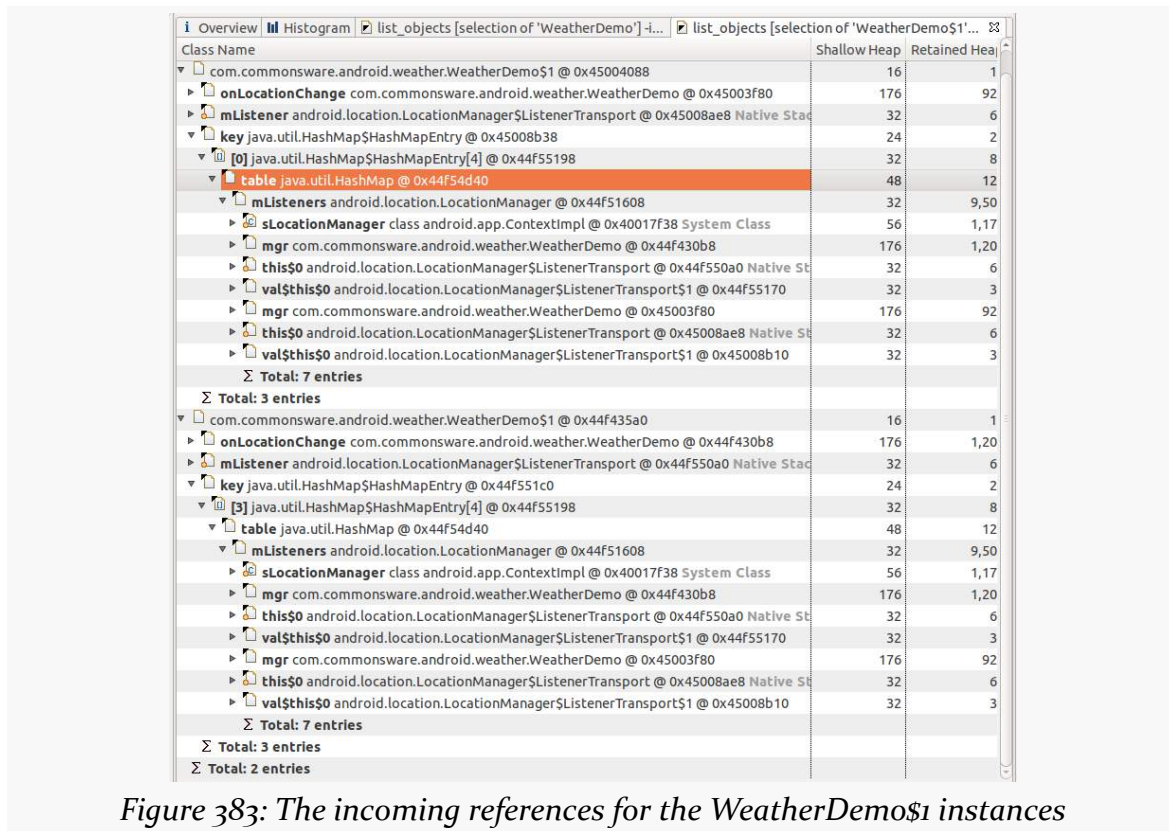 i Overview Histogram list_objects [selection of 'WeatherDemo'] -i... list_objects [selection of 'WeatherDemo$1'...
Class Name Shallow Heap Retained Heap
com.commonsware.android.weather.WeatherDemo$1 @ 0x45004088 16 1
onLocationChange com.commonsware.android.weather.WeatherDemo @ 0x45003f80 176 92
mListener android.location.LocationManager$ListenerTransport @ 0x45008ae8 Native Stac 32 6
key java.util.HashMap$HashMapEntry @ 0x45008b38 24 2
[0] java.util.HashMap$HashMapEntry[4] @ 0x44f55198 32 8
table java.util.HashMap @ 0x44f54d40 48 12
mListeners android.location.LocationManager @ 0x44f51608 32 9,50
sLocationManager class android.app.ContextImpl @ 0x40017f38 System Class 56 1,17
mgr com.commonsware.android.weather.WeatherDemo @ 0x44f430b8 176 1,20
this$0 android.location.LocationManager$ListenerTransport @ 0x44f550a0 Native St 32 6
val$this$0 android.location.LocationManager$ListenerTransport$1 @ 0x44f55170 32 3
mgr com.commonsware.android.weather.WeatherDemo @ 0x45003f80 176 92
this$0 android.location.LocationManager$ListenerTransport @ 0x45008ae8 Native St 32 6
val$this$0 android.location.LocationManager$ListenerTransport$1 @ 0x45008b10 32 3
Σ Total: 7 entries
Σ Total: 3 entries
com.commonsware.android.weather.WeatherDemo$1 @ 0x44f435a0 16 1
onLocationChange com.commonsware.android.weather.WeatherDemo @ 0x44f430b8 176 1,20
mListener android.location.LocationManager$ListenerTransport @ 0x44f550a0 Native Stac 32 6
key java.util.HashMap$HashMapEntry @ 0x44f551c0 24 2
[3] java.util.HashMap$HashMapEntry[4] @ 0x44f55198 32 8
table java.util.HashMap @ 0x44f54d40 48 12
mListeners android.location.LocationManager @ 0x44f51608 32 9,50
sLocationManager class android.app.ContextImpl @ 0x40017f38 System Class 56 1,17
mgr com.commonsware.android.weather.WeatherDemo @ 0x44f430b8 176 1,20
this$0 android.location.LocationManager$ListenerTransport @ 0x44f550a0 Native St 32 6
val$this$0 android.location.LocationManager$ListenerTransport$1 @ 0x44f55170 32 3
mgr com.commonsware.android.weather.WeatherDemo @ 0x45003f80 176 92
this$0 android.location.LocationManager$ListenerTransport @ 0x45008ae8 Native St 32 6
val$this$0 android.location.LocationManager$ListenerTransport$1 @ 0x45008b10 32 3
Σ Total: 7 entries
Σ Total: 3 entries
Σ Total: 2 entries
Figure 383: The incoming references for the WeatherDemo$1 instances